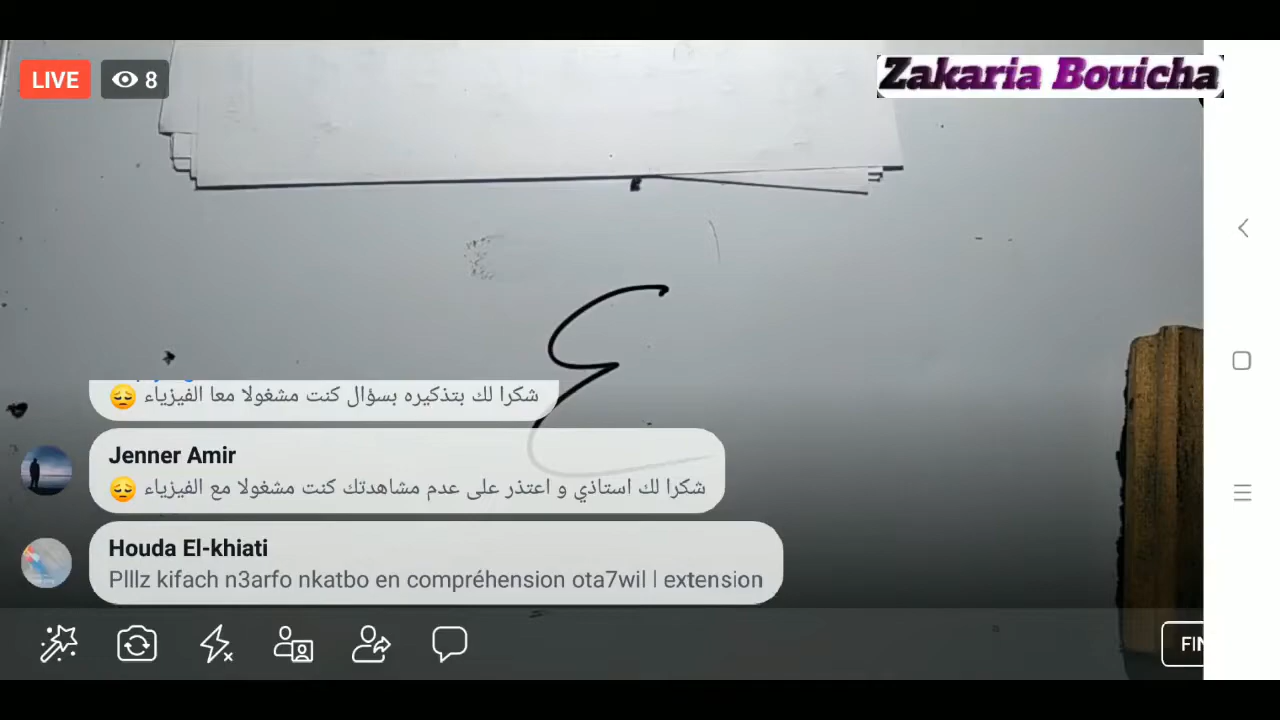 LIVE
8
Zakaria Bouicha
شكرا لك بتذكيره بسؤال كنت مشغولا معا الفيزياء 😔
Jenner Amir
شكرا لك استاذي و اعتذر على عدم مشاهدتك كنت مشغولا مع الفيزياء 😔
Houda El-khiati
Plllz kifach n3arfo nkatbo en compréhension ota7wil l extension
FIN